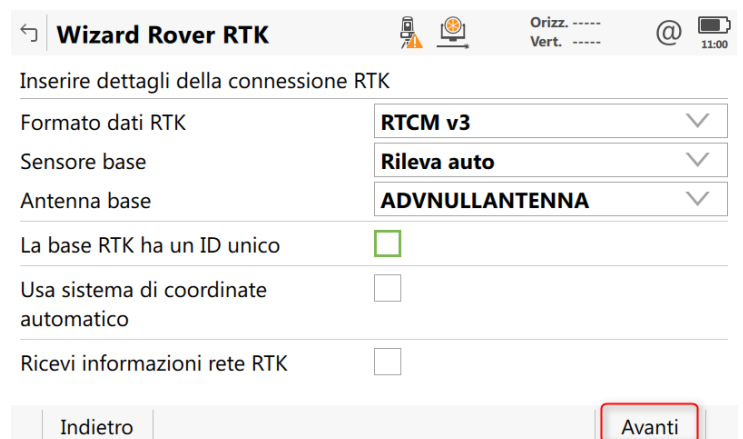 Wizard Rover RTK
Orizz. -----
Vert. -----
@
11:00
Inserire dettagli della connessione RTK
Formato dati RTK
RTCM v3
Sensore base
Rileva auto
Antenna base
ADVNULLANTENNA
La base RTK ha un ID unico
Usa sistema di coordinate
automatico
Ricevi informazioni rete RTK
Indietro
Avanti